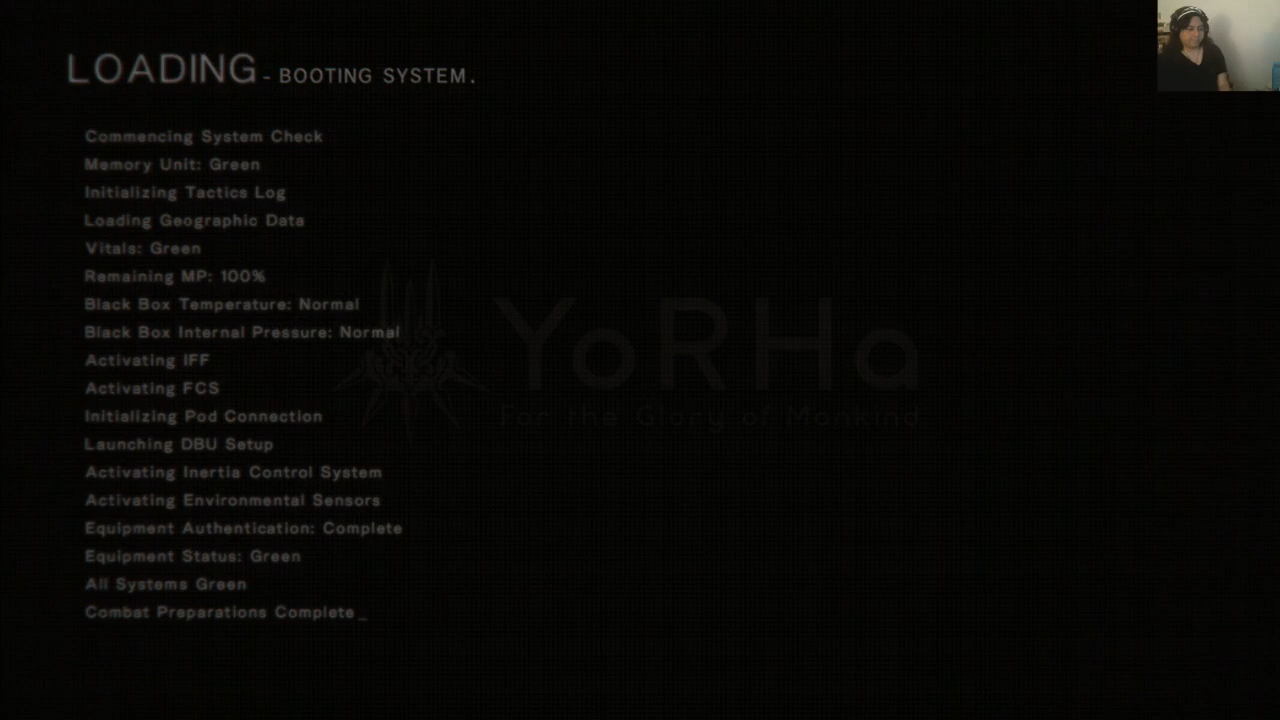 LOADING - BOOTING SYSTEM.
Commencing System Check
Memory Unit: Green
Initializing Tactics Log
Loading Geographic Data
Vitals: Green
Remaining MP: 100%
Black Box Temperature: Normal
Black Box Internal Pressure: Normal
Activating IFF
Activating FCS
Initializing Pod Connection
Launching DBU Setup
Activating Inertia Control System
Activating Environmental Sensors
Equipment Authentication: Complete
Equipment Status: Green
All Systems Green
Combat Preparations Complete _
YoRHa
For the Glory of Mankind